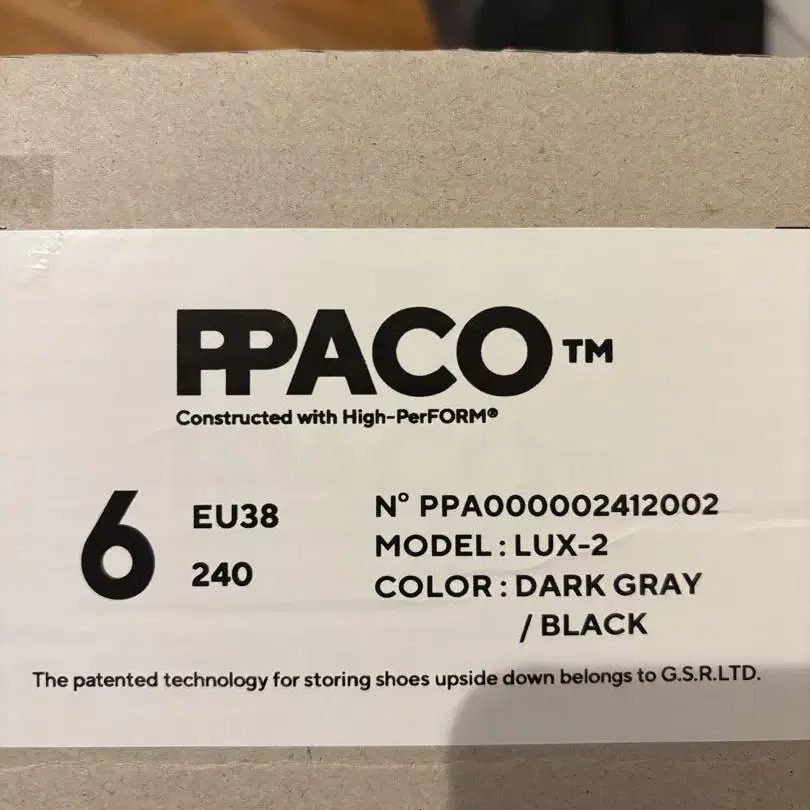 PPACO™
Constructed with High-PerFORM®
6
EU38
240
N° PPA000002412002
MODEL : LUX-2
COLOR : DARK GRAY
/ BLACK
The patented technology for storing shoes upside down belongs to G.S.R.LTD.